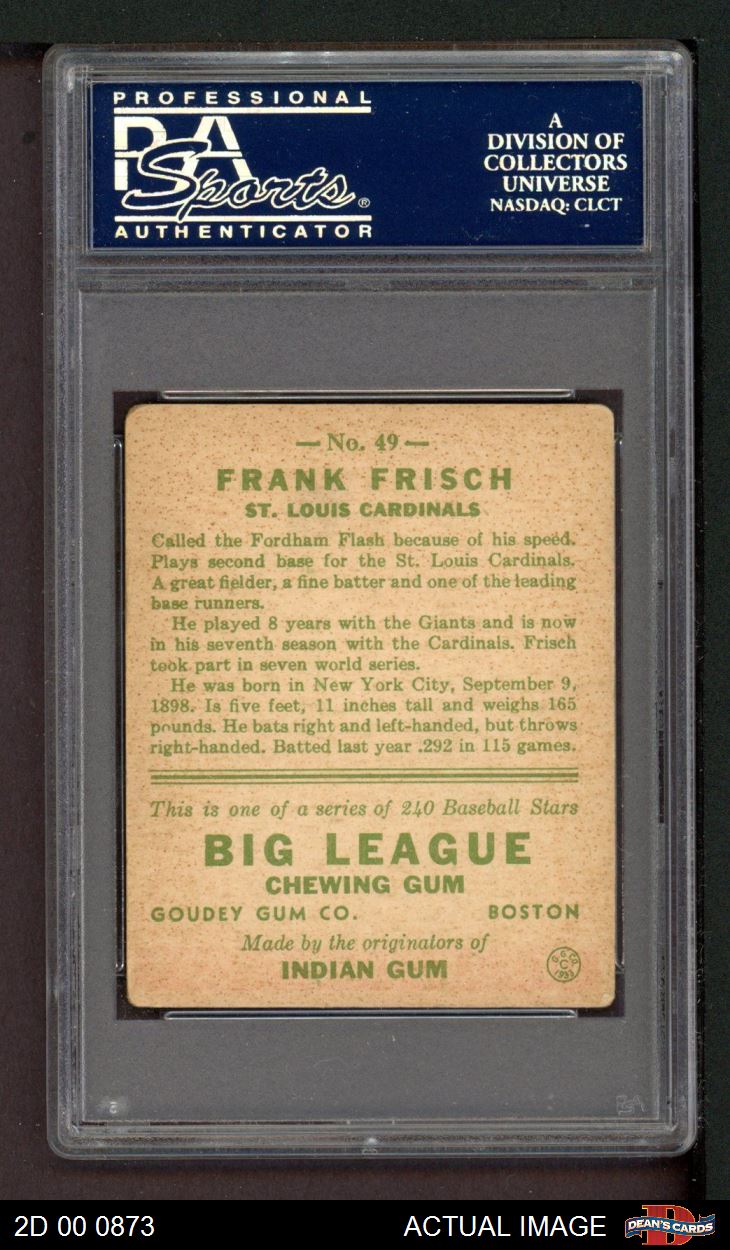 PROFESSIONAL
PSA
Sports®
AUTHENTICATOR
A
DIVISION OF
COLLECTORS
UNIVERSE
NASDAQ: CLCT
— No. 49 —
FRANK FRISCH
ST. LOUIS CARDINALS
Called the Fordham Flash because of his speed.
Plays second base for the St. Louis Cardinals.
A great fielder, a fine batter and one of the leading
base runners.
He played 8 years with the Giants and is now
in his seventh season with the Cardinals. Frisch
took part in seven world series.
He was born in New York City, September 9,
1898. Is five feet, 11 inches tall and weighs 165
pounds. He bats right and left-handed, but throws
right-handed. Batted last year .292 in 115 games.
This is one of a series of 240 Baseball Stars
BIG LEAGUE
CHEWING GUM
GOUDEY GUM CO. BOSTON
Made by the originators of
INDIAN GUM
G.G.CO.
C
1933
PSA
2D 00 0873
ACTUAL IMAGE
DEAN'S CARDS